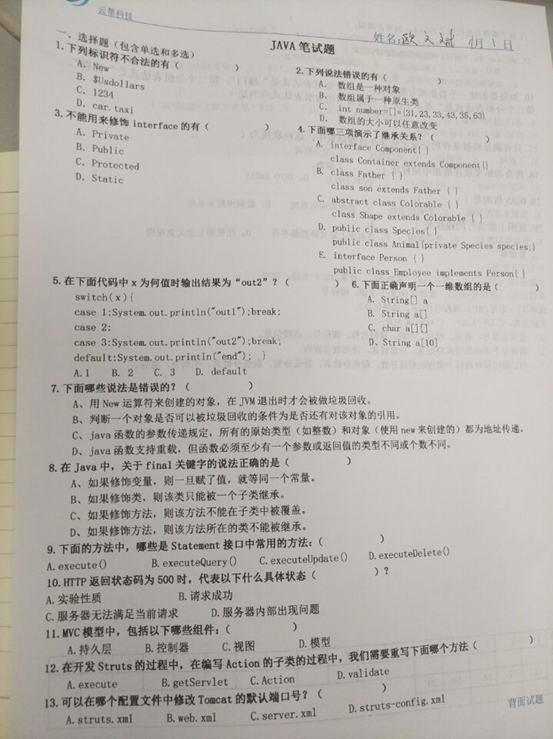 云塑科技
姓名:欧文斌 11月1日
JAVA 笔试题
一、选择题（包含单选和多选）
1.下列标识符不合法的有（ ）
A. New
B. $Usdollars
C. 1234
D. car.taxi
2.下列说法错误的有（ ）
A. 数组是一种对象
B. 数组属于一种原生类
C. int number=[]={31,23,33,43,35,63}
D. 数组的大小可以任意改变
3.不能用来修饰 interface 的有（ ）
A. Private
B. Public
C. Protected
D. Static
4.下面哪三项演示了继承关系？（ ）
A. interface Component{ }
class Container extends Component{}
B. class Father { }
class son extends Father { }
C. abstract class Colorable { }
class Shape extends Colorable { }
D. public class Species{ }
public class Animal{private Species species;}
E. interface Person { }
public class Employee implements Person{ }
5.在下面代码中 x 为何值时输出结果为“out2”？（ ）
switch(x){
case 1:System.out.println("out1");break;
case 2:
case 3:System.out.println("out2");break;
default:System.out.println("end"); }
A.1 B. 2 C. 3 D. default
6.下面正确声明一个一维数组的是（ ）
A. String[] a
B. String a[]
C. char a[][]
D、String a[10]
7.下面哪些说法是错误的？（ ）
A、用 New 运算符来创建的对象，在 JVM 退出时才会被做垃圾回收。
B、判断一个对象是否可以被垃圾回收的条件为是否还有对该对象的引用。
C、java 函数的参数传递规定，所有的原始类型（如整数）和对象（使用 new 来创建的）都为地址传递。
D、java 函数支持重载，但函数必须至少有一个参数或返回值的类型不同或个数不同。
8.在 Java 中，关于 final 关键字的说法正确的是（ ）
A、如果修饰变量，则一旦赋了值，就等同一个常量。
B、如果修饰类，则该类只能被一个子类继承。
C、如果修饰方法，则该方法不能在子类中被覆盖。
D、如果修饰方法，则该方法所在的类不能被继承。
9.下面的方法中，哪些是 Statement 接口中常用的方法:（ ）
A.execute() B.executeQuery() C.executeUpdate() D.executeDelete()
10.HTTP 返回状态码为 500 时，代表以下什么具体状态（ ）？
A.实验性质 B.请求成功
C.服务器无法满足当前请求 D.服务器内部出现问题
11.MVC 模型中，包括以下哪些组件:（ ）
A.持久层 B.控制器 C.视图 D.模型
12.在开发 Struts 的过程中，在编写 Action 的子类的过程中，我们需要重写下面哪个方法（ ）
A.execute B.getServlet C.Action D.validate
13.可以在哪个配置文件中修改 Tomcat 的默认端口号？（ ）
A.struts.xml B.web.xml C.server.xml D.struts-config.xml
背面试题